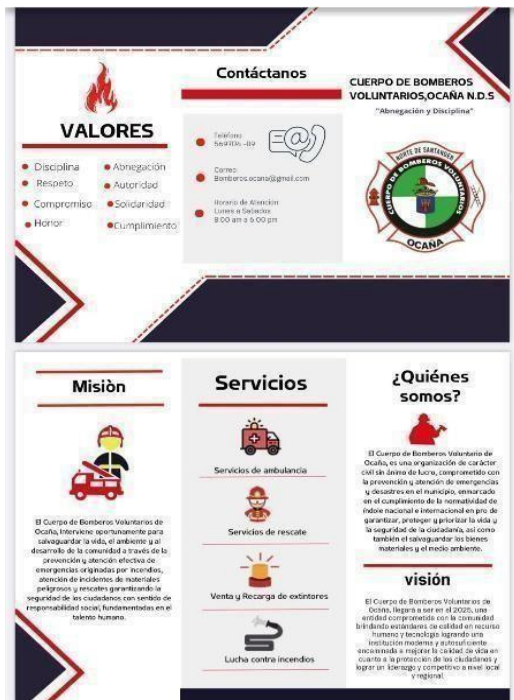 VALORES
Disciplina
Respeto
Compromiso
Honor
Abnegación
Autoridad
Solidaridad
Cumplimiento
Contáctanos
Teléfono
Correo
Bomberos.ocana@gmail.com
Horario de Atención
Lunes a Sabados
8:00 am a 6:00 pm
CUERPO DE BOMBEROS
VOLUNTARIOS,OCAÑA N.D.S
"Abnegación y Disciplina"
NORTE DE SANTANDER
CUERPO DE BOMBEROS VOLUNTARIOS
OCAÑA
Misiòn
El Cuerpo de Bomberos Voluntarios de
Ocaña, Interviene oportunamente para
salvaguardar la vida, el ambiente y al
desarrollo de la comunidad a través de la
prevención y atención efectiva de
emergencias originadas por incendios,
atención de incidentes de materiales
peligrosos y rescates garantizando la
seguridad de los ciudadanos con sentido de
responsabilidad social, fundamentadas en el
talento humano.
Servicios
Servicios de ambulancia
Servicios de rescate
Venta y Recarga de extintores
Lucha contra incendios
¿Quiénes
somos?
El Cuerpo de Bomberos Voluntario de
Ocaña, es una organización de carácter
civil sin ánimo de lucro, comprometido con
la prevención y atención de emergencias
y desastres en el municipio, enmarcado
en el cumplimiento de la normatividad de
índole nacional e internacional en pro de
garantizar, proteger y priorizar la vida y
la seguridad de la ciudadanía, así como
también el salvaguardar los bienes
materiales y el medio ambiente.
visión
El Cuerpo de Bomberos Voluntarios de
Ocaña, llegara a ser en el 2025, una
entidad comprometida con la comunidad
brindando estándares de calidad en recurso
humano y tecnología logrando una
institución moderna y autosuficiente
encaminada a mejorar la calidad de vida en
cuanto a la protección de los ciudadanos y
lograr un liderazgo y competitivo a nivel local
y regional.